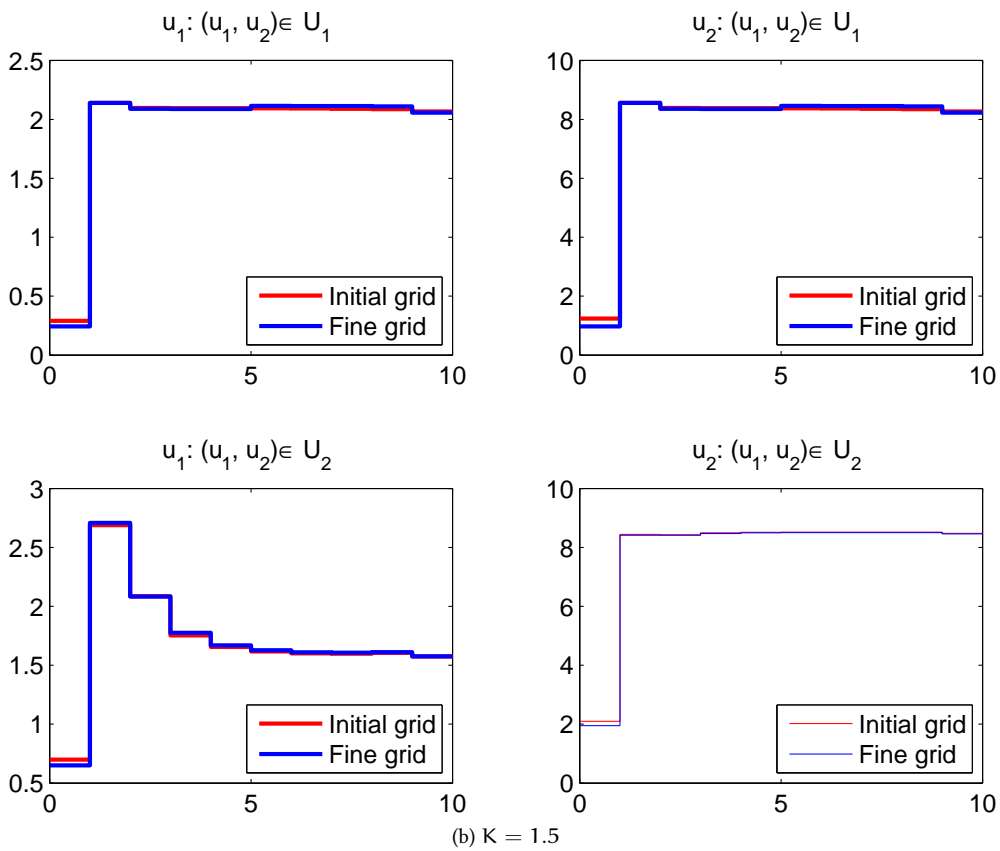 u1: (u1, u2)∈ U1
2.5
2
1.5
1
0.5
0
0 5 10
Initial grid
Fine grid
u2: (u1, u2)∈ U1
10
8
6
4
2
0
0 5 10
Initial grid
Fine grid
u1: (u1, u2)∈ U2
3
2.5
2
1.5
1
0.5
0 5 10
Initial grid
Fine grid
u2: (u1, u2)∈ U2
10
8
6
4
2
0
0 5 10
Initial grid
Fine grid
(b) K = 1.5